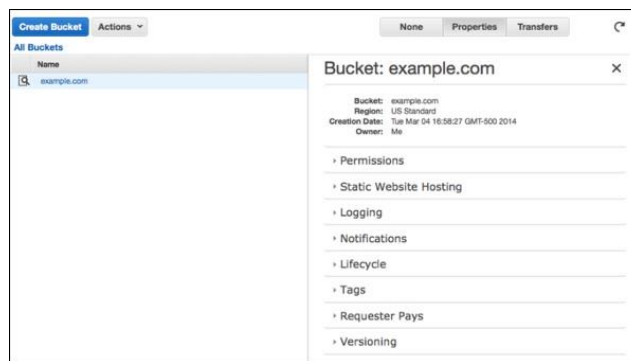 Create Bucket Actions None Properties Transfers
All Buckets
Name
example.com
Bucket: example.com
Bucket: example.com
Region: US Standard
Creation Date: Tue Mar 04 16:58:27 GMT-500 2014
Owner: Me
Permissions
Static Website Hosting
Logging
Notifications
Lifecycle
Tags
Requester Pays
Versioning